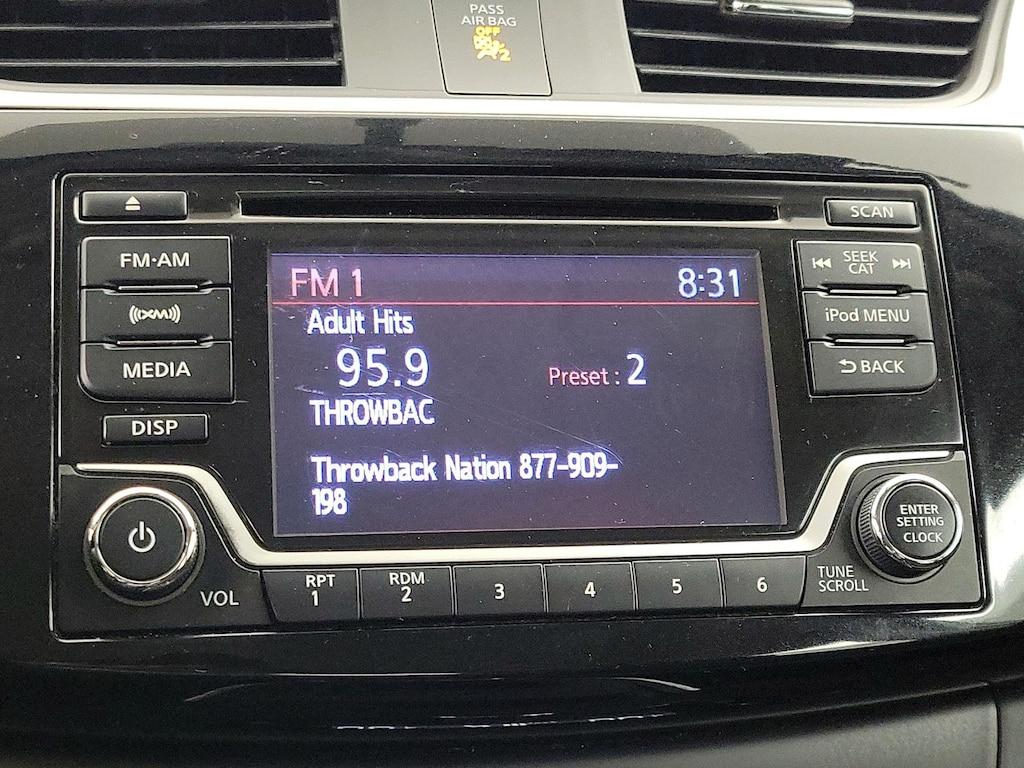 PASS
AIR BAG
OFF
2
SCAN
FM·AM
SEEK
CAT
XM
iPod MENU
MEDIA
BACK
DISP
FM 1
8:31
Adult Hits
95.9
Preset : 2
THROWBAC
Throwback Nation 877-909-
198
VOL
RPT
1
RDM
2
3
4
5
6
TUNE
SCROLL
ENTER
SETTING
CLOCK